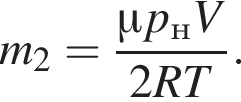 m₂ = μpₙV / 2RT.